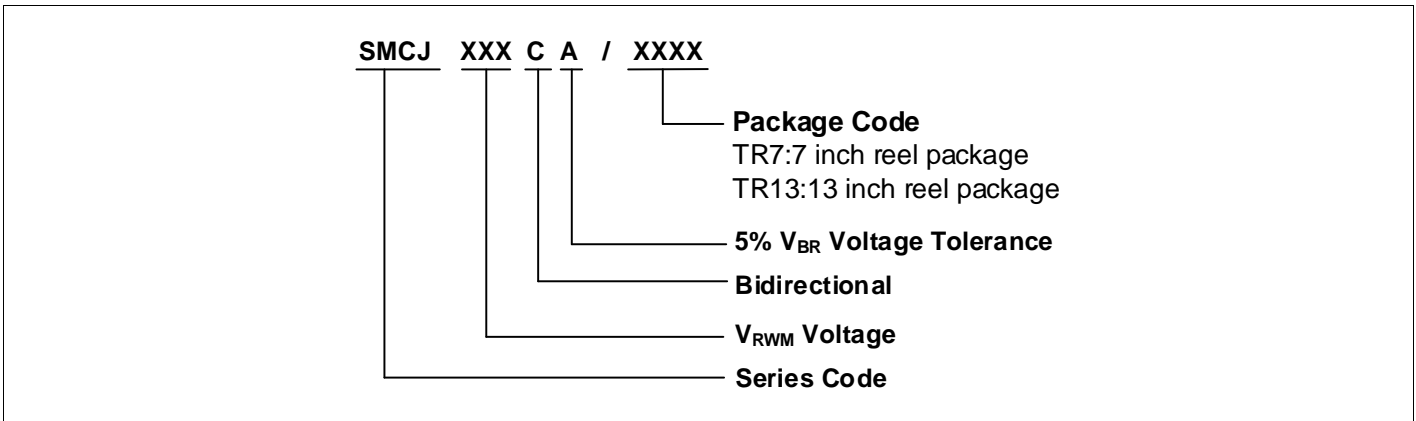 SMCJ XXX C A / XXXX
Package Code
TR7:7 inch reel package
TR13:13 inch reel package
5% VBR Voltage Tolerance
Bidirectional
VRWM Voltage
Series Code